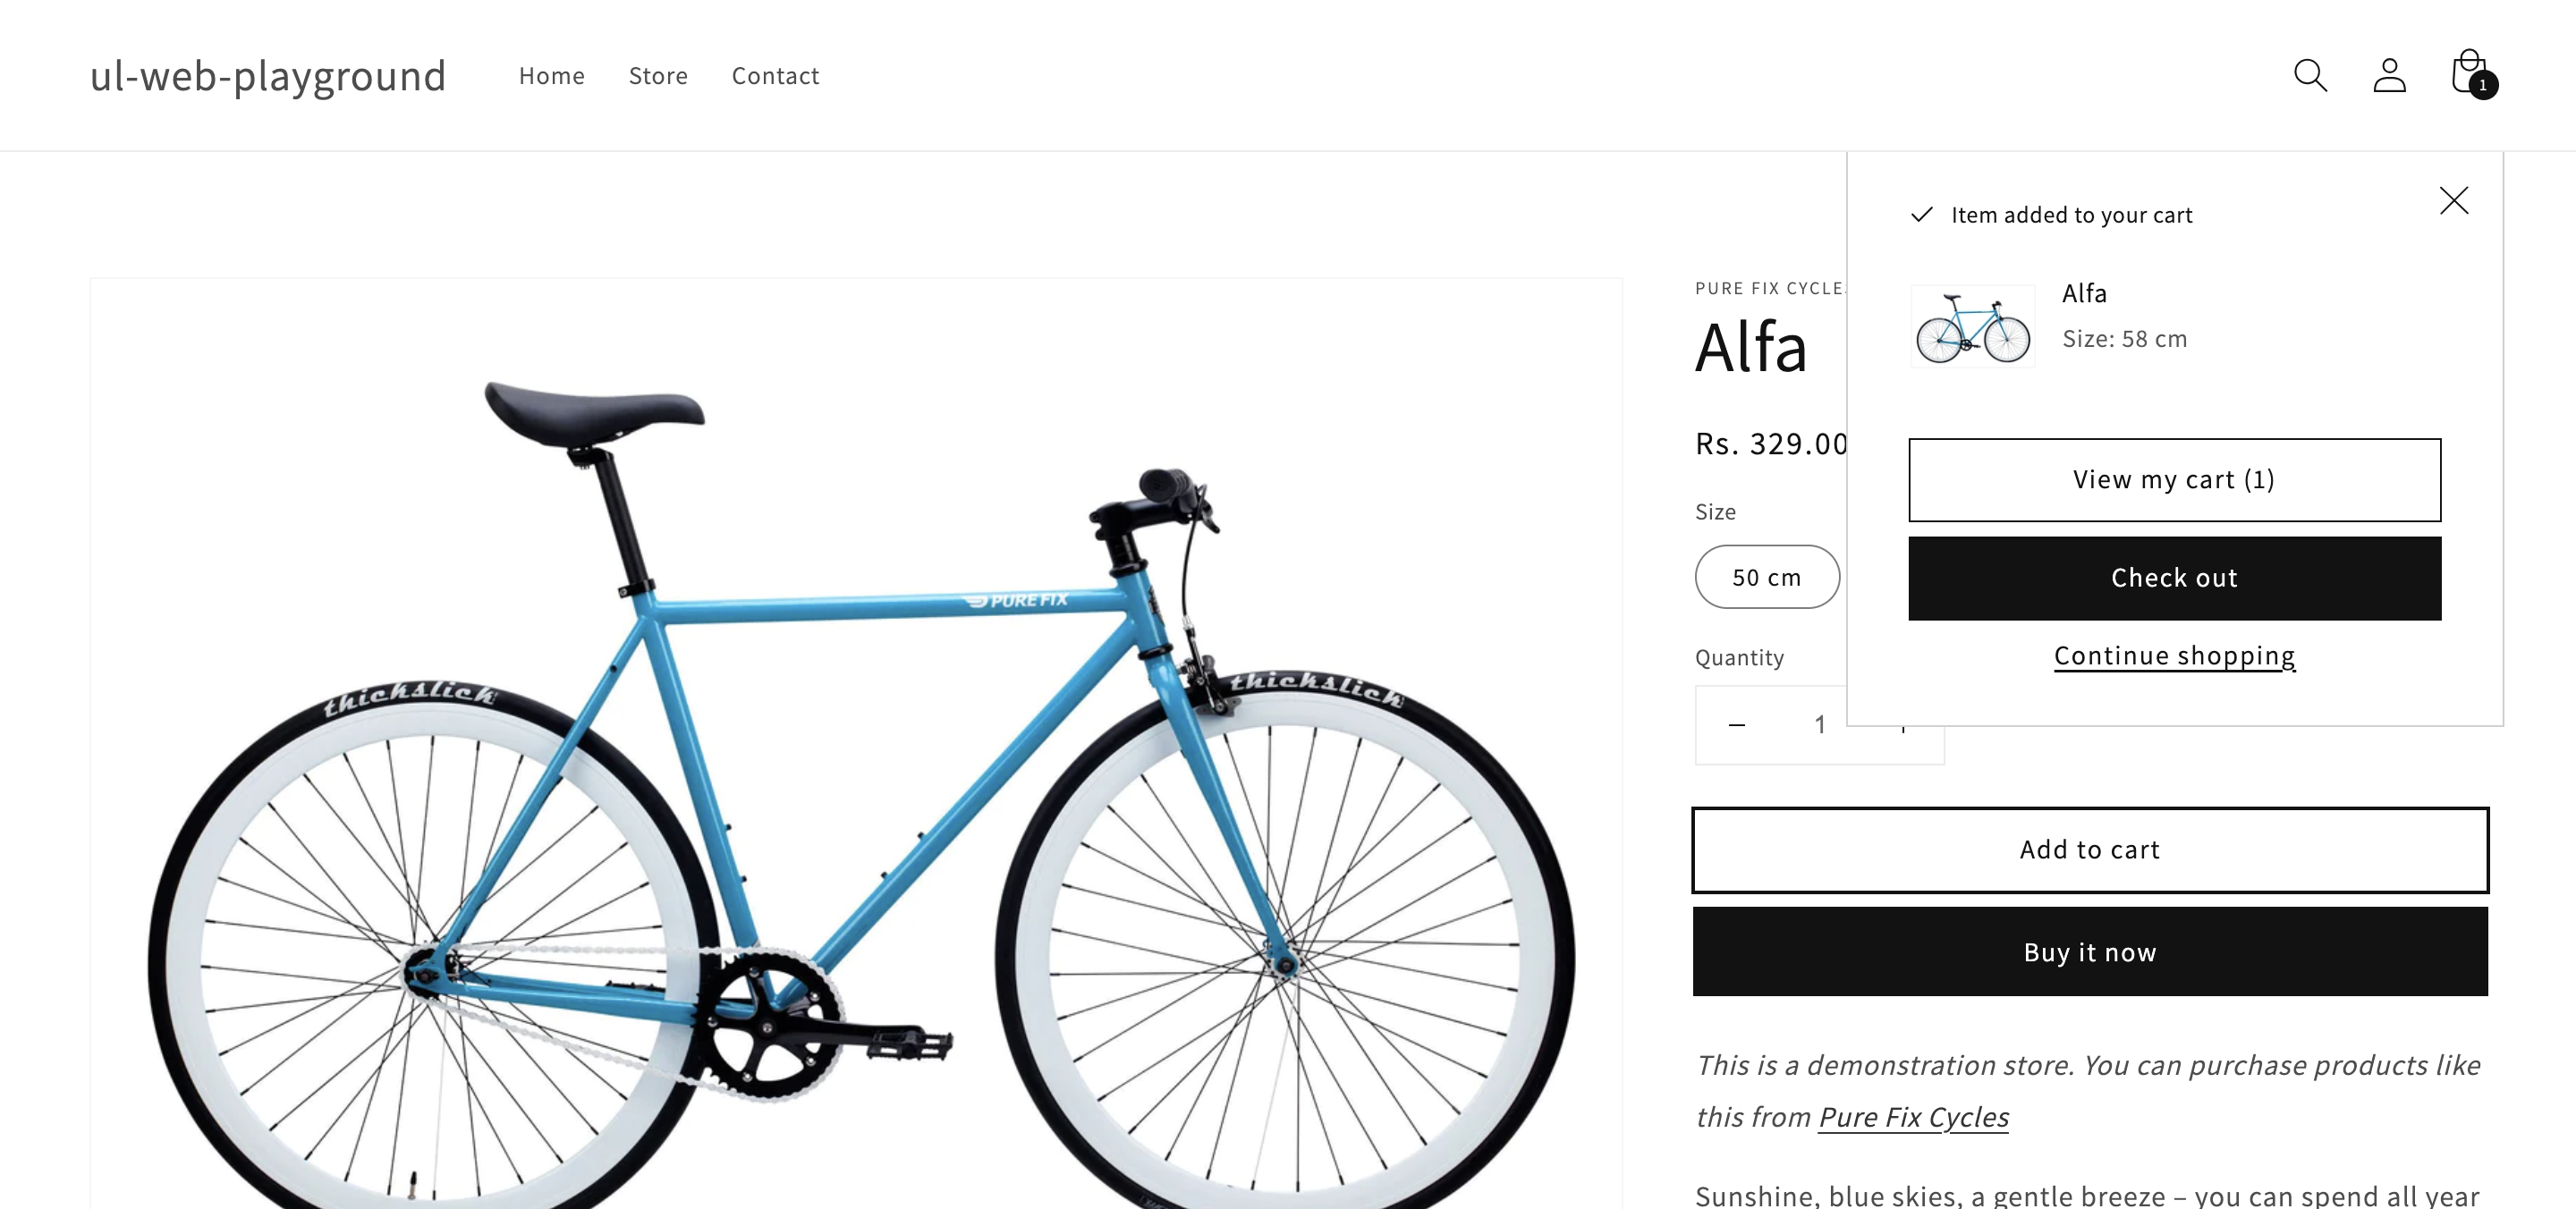 ul-web-playground
Home
Store
Contact
1
Item added to your cart
Alfa
Size: 58 cm
View my cart (1)
Check out
Continue shopping
PURE FIX CYCLE
Alfa
Rs. 329.00
Size
50 cm
Quantity
1
Add to cart
Buy it now
This is a demonstration store. You can purchase products like
this from Pure Fix Cycles
Sunshine, blue skies, a gentle breeze – you can spend all year
PURE FIX
thickslick
thickslick